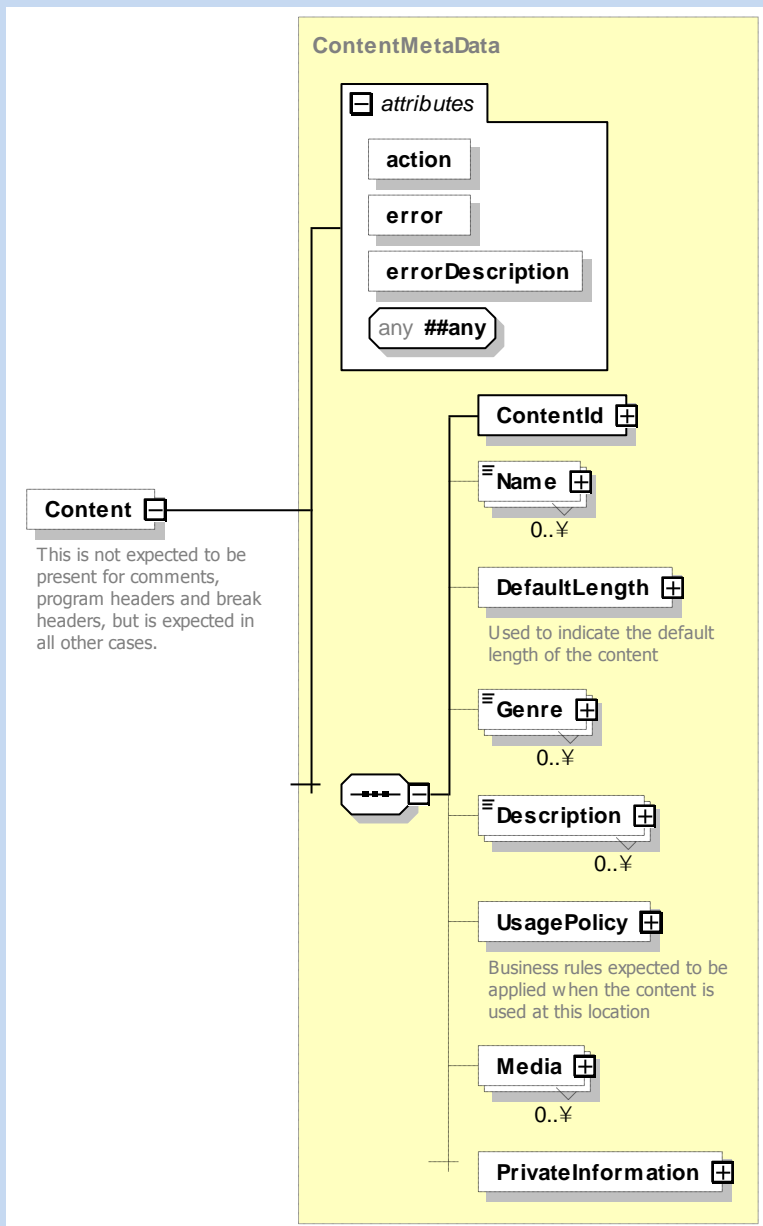 ContentMetaData
attributes
action
error
errorDescription
any ##any
ContentId
Name
0..¥
Content
This is not expected to be
present for comments,
program headers and break
headers, but is expected in
all other cases.
DefaultLength
Used to indicate the default
length of the content
Genre
0..¥
Description
0..¥
UsagePolicy
Business rules expected to be
applied when the content is
used at this location
Media
0..¥
PrivateInformation